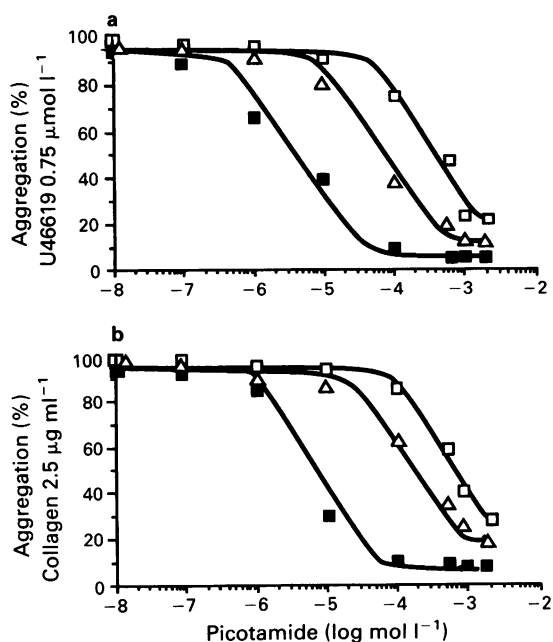 a
Aggregation (%)
U46619 0.75 µmol l⁻¹
100
80
60
40
20
0
−8 −7 −6 −5 −4 −3 −2
b
Aggregation (%)
Collagen 2.5 µg ml⁻¹
100
80
60
40
20
0
−8 −7 −6 −5 −4 −3 −2
Picotamide (log mol l⁻¹)